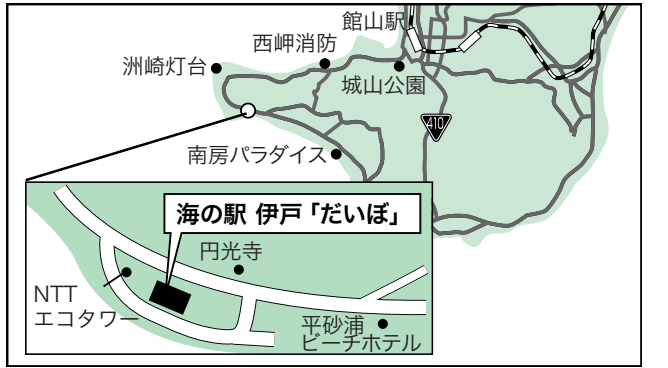 館山駅
西岬消防
洲崎灯台
城山公園
410
南房パラダイス
海の駅 伊戸「だいぼ」
円光寺
NTT
エコタワー
平砂浦
ビーチホテル